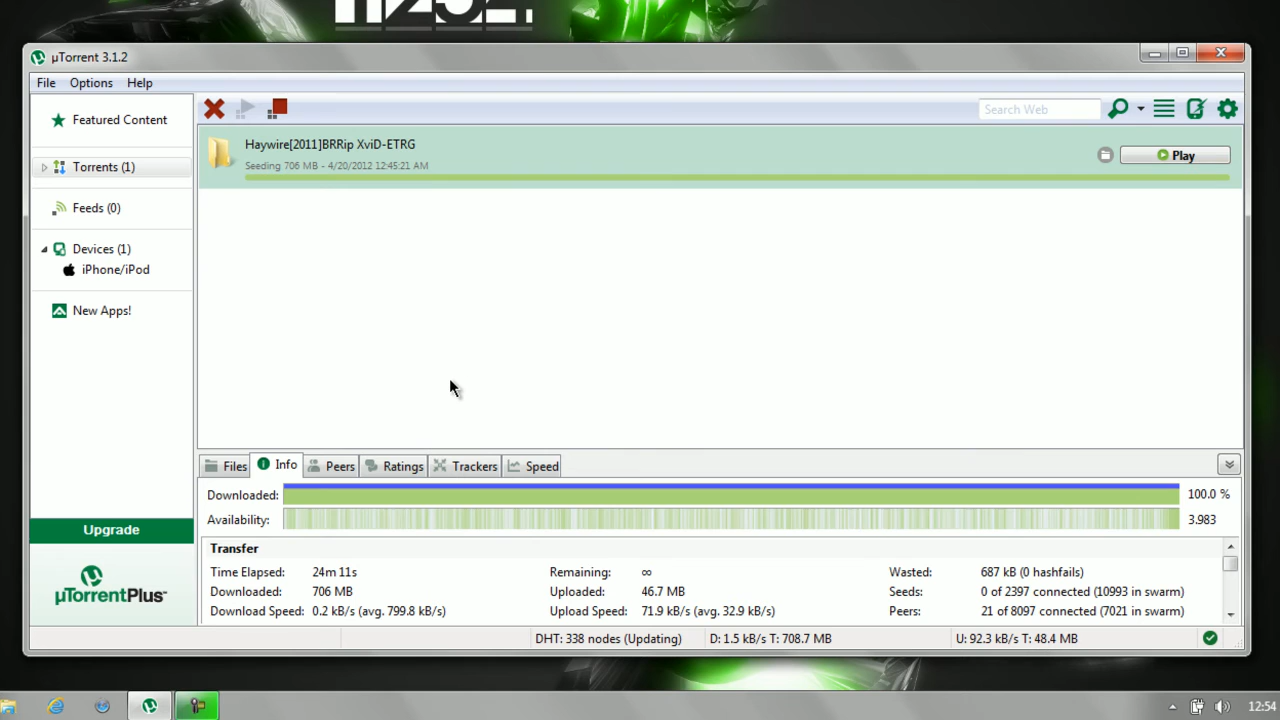 µTorrent 3.1.2
File Options Help
Featured Content
Torrents (1)
Feeds (0)
Devices (1)
iPhone/iPod
New Apps!
Upgrade
µTorrentPlus™
Search Web
Haywire[2011]BRRip XviD-ETRG
Seeding 706 MB - 4/20/2012 12:45:21 AM
Play
Files Info Peers Ratings Trackers Speed
Downloaded: 100.0 %
Availability: 3.983
Transfer
Time Elapsed: 24m 11s Remaining: ∞ Wasted: 687 kB (0 hashfails)
Downloaded: 706 MB Uploaded: 46.7 MB Seeds: 0 of 2397 connected (10993 in swarm)
Download Speed: 0.2 kB/s (avg. 799.8 kB/s) Upload Speed: 71.9 kB/s (avg. 32.9 kB/s) Peers: 21 of 8097 connected (7021 in swarm)
DHT: 338 nodes (Updating) D: 1.5 kB/s T: 708.7 MB U: 92.3 kB/s T: 48.4 MB
12:54